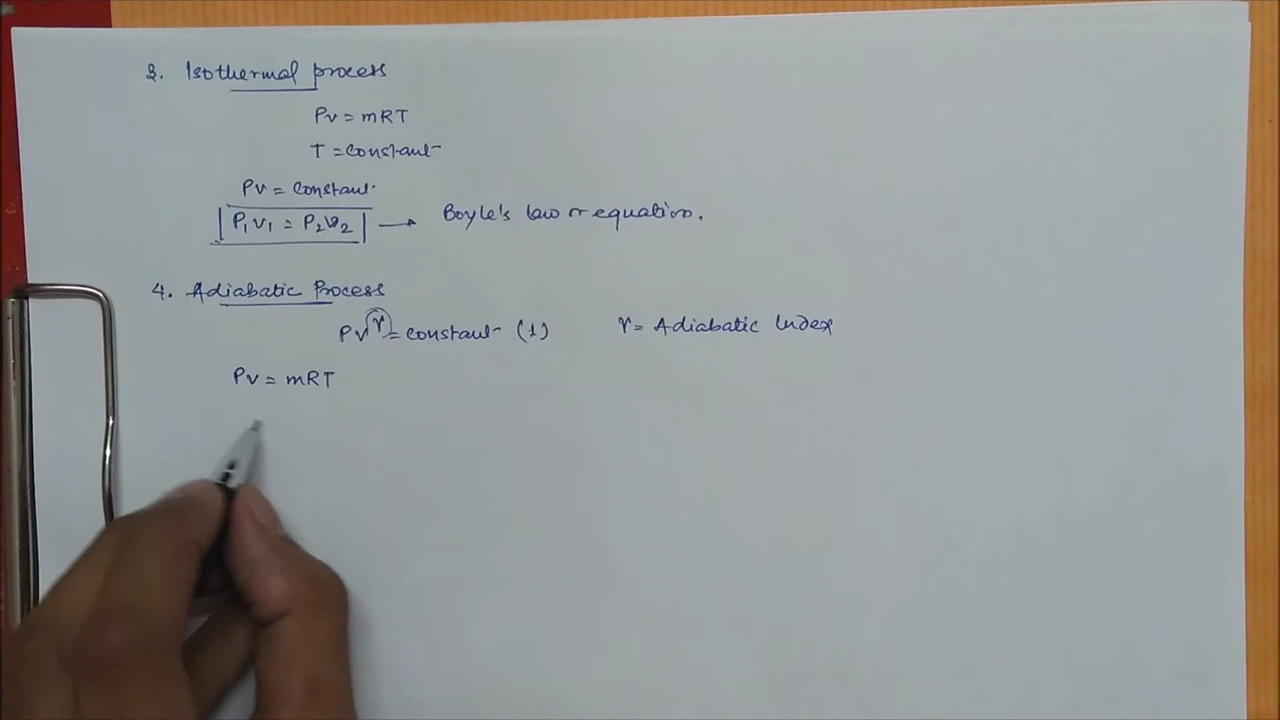 3. Isothermal process
Pv = mRT
T = constant
Pv = constant.
P₁v₁ = P₂v₂ → Boyle's law or equation.
4. Adiabatic Process
Pv^γ = constant (1) γ = Adiabatic Index
Pv = mRT